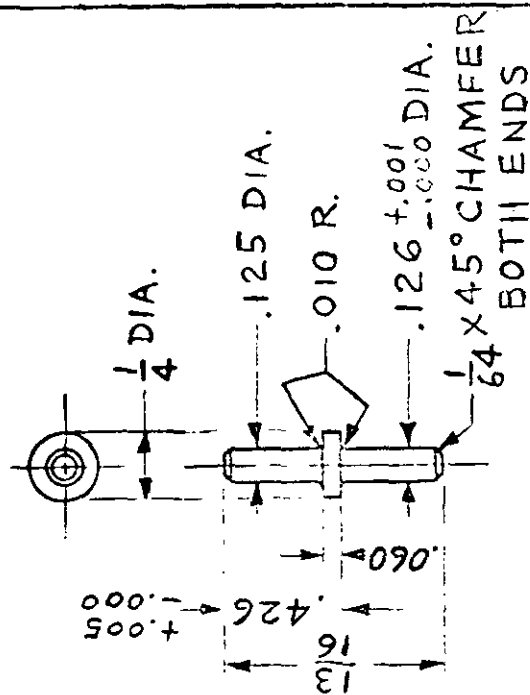 1/4 DIA.
.125 DIA.
.010 R.
.126 +.001 -.000 DIA.
1/64 X 45° CHAMFER
BOTH ENDS
.060
.426 +.005 -.000
13/16